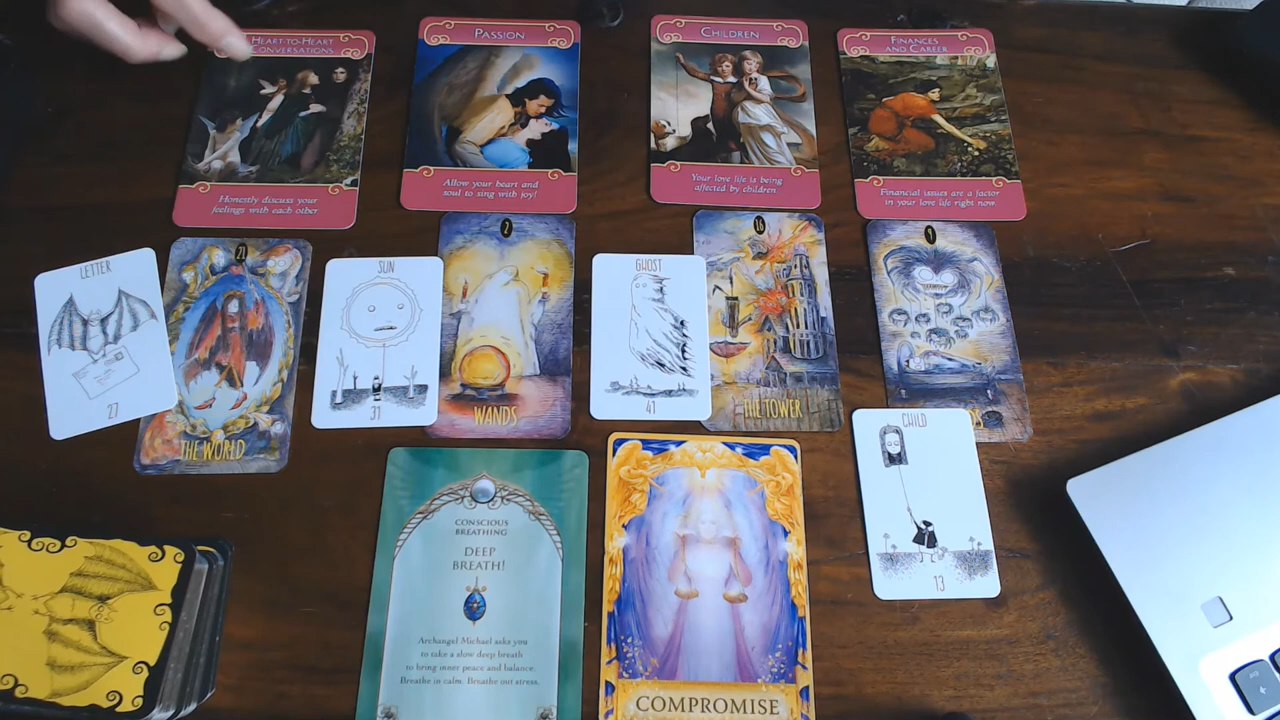 HEART-TO-HEART
CONVERSATIONS
Honestly discuss your
feelings with each other
PASSION
Allow your heart and
soul to sing with joy!
CHILDREN
Your love life is being
affected by children.
FINANCES
AND CAREER
Financial issues are a factor
in your love life right now.
LETTER
27
21
THE WORLD
SUN
31
2
WANDS
GHOST
41
16
THE TOWER
9
DS
CHILD
13
CONSCIOUS
BREATHING
DEEP
BREATH!
Archangel Michael asks you
to take a slow deep breath
to bring inner peace and balance.
Breathe in calm. Breathe out stress.
COMPROMISE